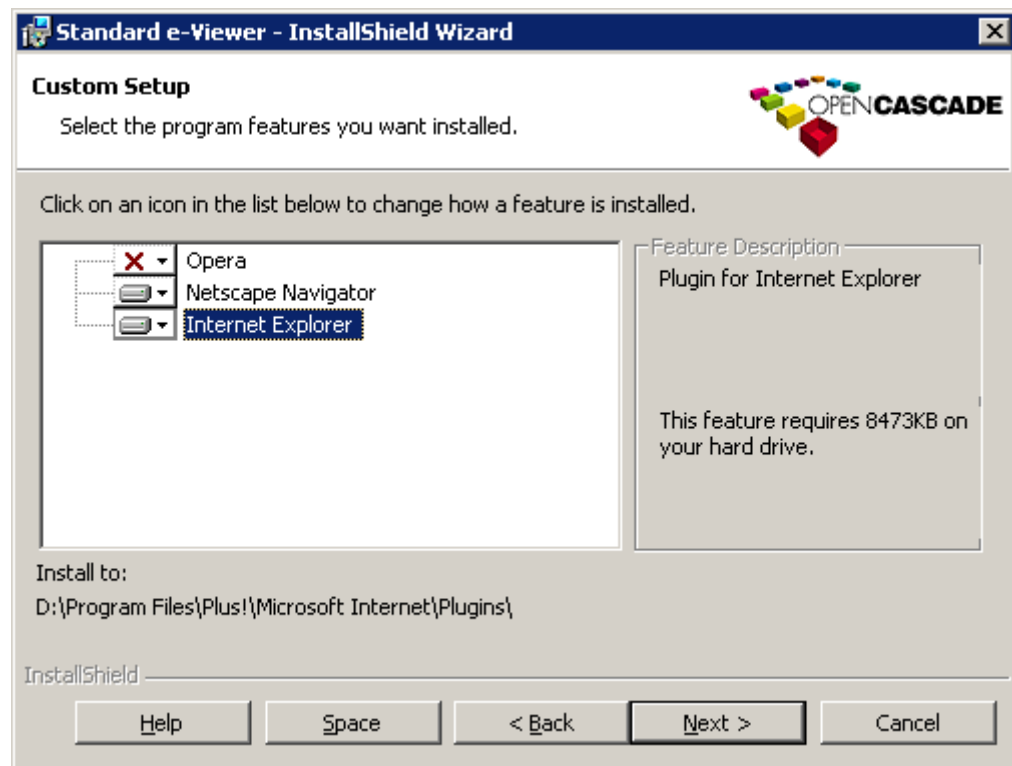 Standard e-Viewer - InstallShield Wizard
Custom Setup
Select the program features you want installed.
OPENCASCADE
Click on an icon in the list below to change how a feature is installed.
Opera
Netscape Navigator
Internet Explorer
Feature Description
Plugin for Internet Explorer
This feature requires 8473KB on
your hard drive.
Install to:
D:\Program Files\Plus!\Microsoft Internet\Plugins\
InstallShield
Help
Space
< Back
Next >
Cancel